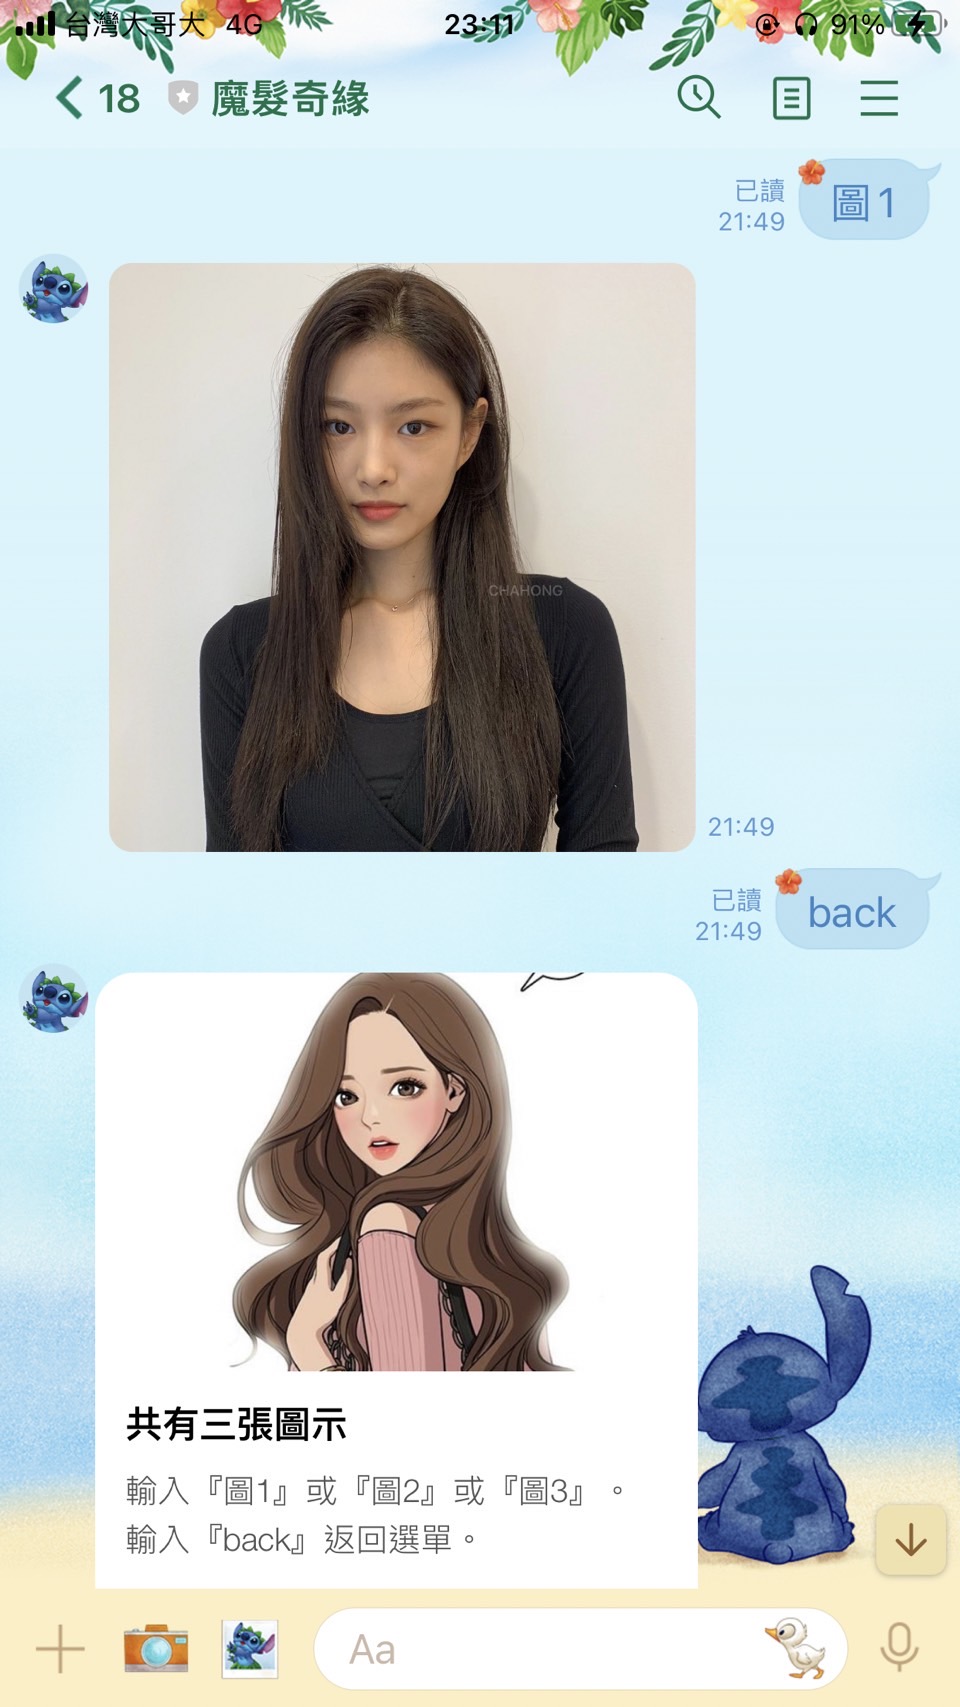 台灣大哥大 4G 23:11 91%
18 魔髮奇緣
已讀
21:49
圖1
CHAHONG
21:49
已讀
21:49
back
共有三張圖示
輸入『圖1』或『圖2』或『圖3』。
輸入『back』返回選單。
Aa